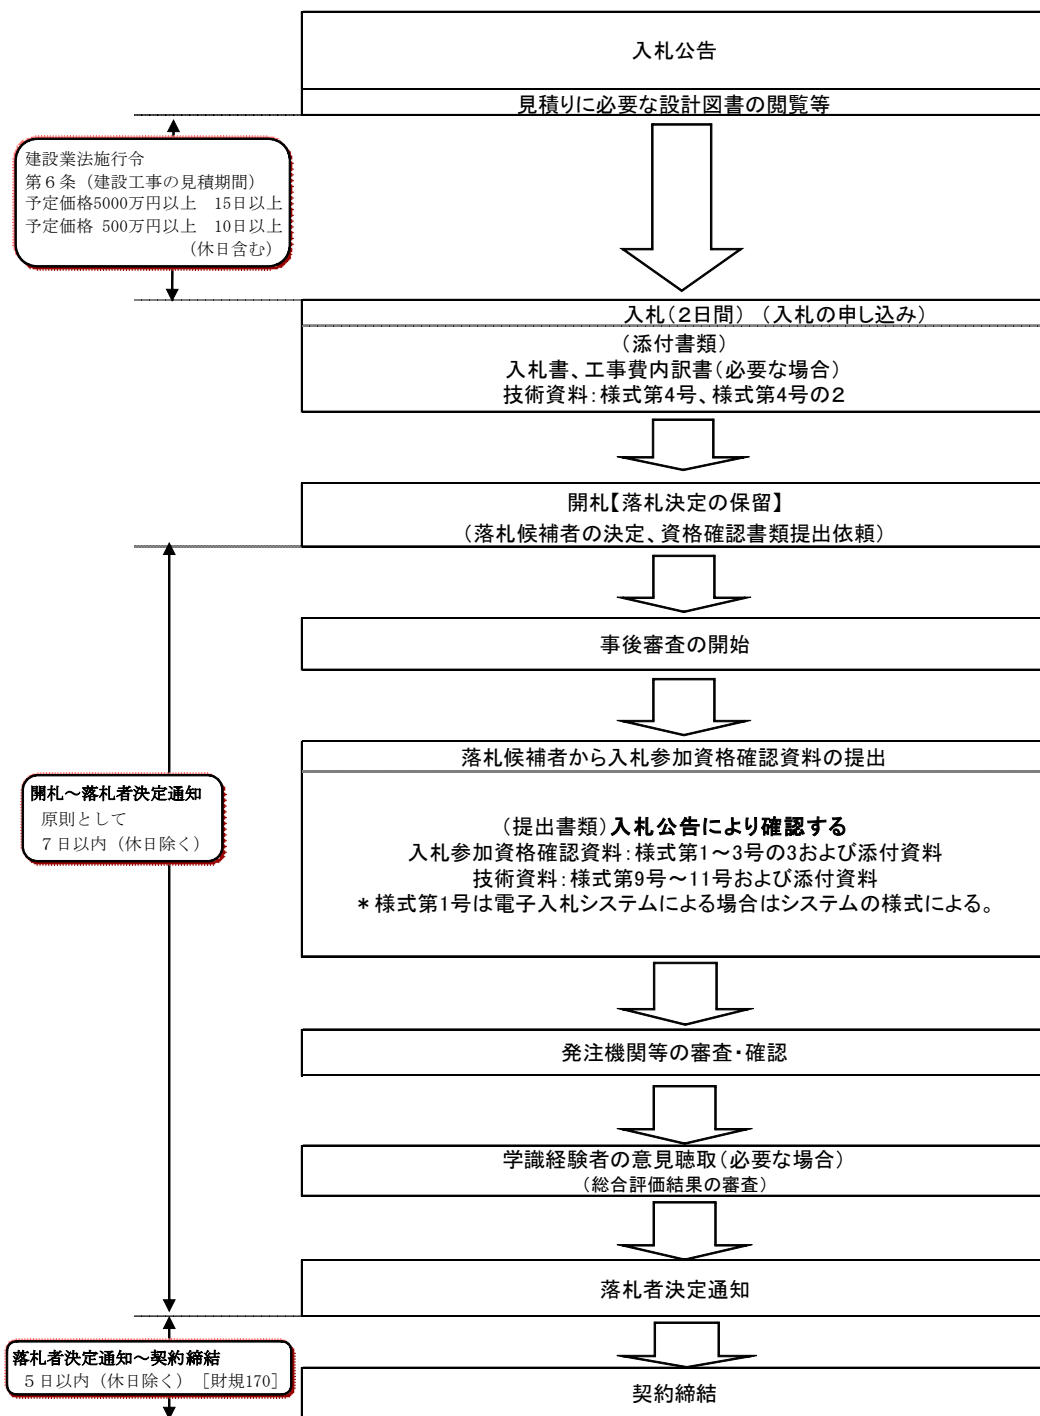 入札公告
見積りに必要な設計図書の閲覧等
建設業法施行令
第6条（建設工事の見積期間）
予定価格5000万円以上　15日以上
予定価格 500万円以上　10日以上
（休日含む）
入札（2日間）　（入札の申し込み）
（添付書類）
入札書、工事費内訳書（必要な場合）
技術資料：様式第4号、様式第4号の2
開札【落札決定の保留】
（落札候補者の決定、資格確認書類提出依頼）
事後審査の開始
落札候補者から入札参加資格確認資料の提出
（提出書類）入札公告により確認する
入札参加資格確認資料：様式第1～3号の3および添付資料
技術資料：様式第9号～11号および添付資料
＊様式第1号は電子入札システムによる場合はシステムの様式による。
開札～落札者決定通知
原則として
7日以内（休日除く）
発注機関等の審査・確認
学識経験者の意見聴取（必要な場合）
（総合評価結果の審査）
落札者決定通知
落札者決定通知～契約締結
5日以内（休日除く）　［財規170］
契約締結